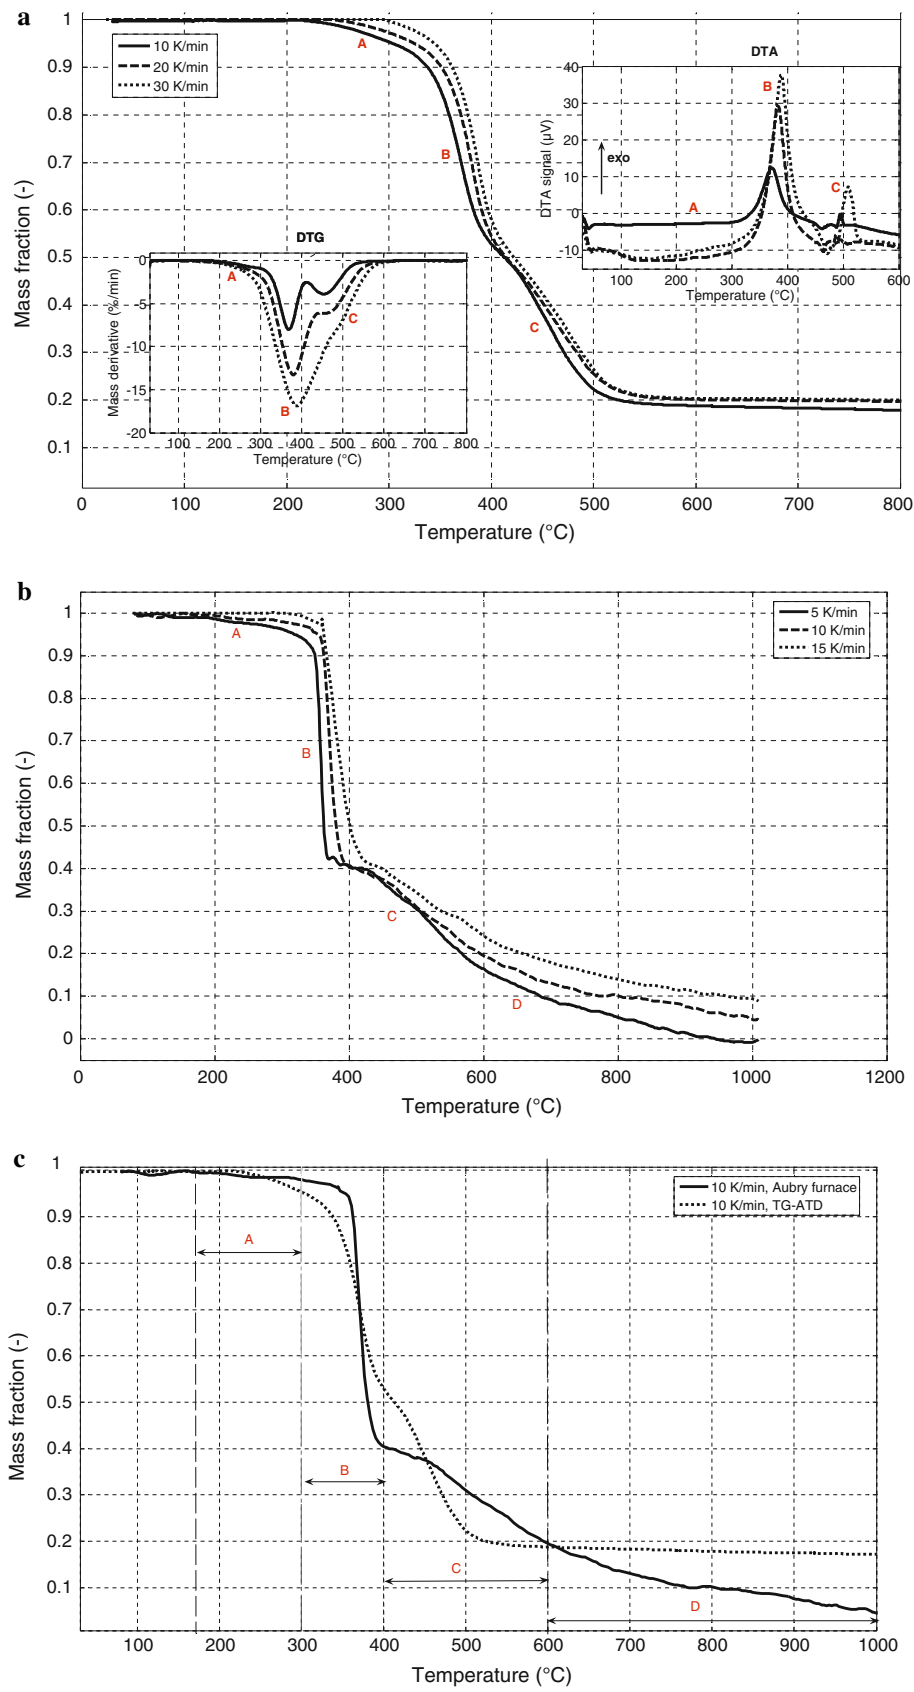 a
1
0.9
0.8
0.7
0.6
0.5
0.4
0.3
0.2
0.1
0 100 200 300 400 500 600 700 800
Mass fraction (-)
Temperature (°C)
10 K/min
20 K/min
30 K/min
A
B
C
DTA
40
30
20
10
0
-10
100 200 300 400 500 600
DTA signal (µV)
Temperature (°C)
exo
A
B
C
DTG
0
-5
-10
-15
-20
100 200 300 400 500 600 700 800
Mass derivative (%/min)
Temperature (°C)
A
B
C
b
1
0.9
0.8
0.7
0.6
0.5
0.4
0.3
0.2
0.1
0
0 200 400 600 800 1000 1200
Mass fraction (-)
Temperature (°C)
5 K/min
10 K/min
15 K/min
A
B
C
D
c
1
0.9
0.8
0.7
0.6
0.5
0.4
0.3
0.2
0.1
100 200 300 400 500 600 700 800 900 1000
Mass fraction (-)
Temperature (°C)
10 K/min, Aubry furnace
10 K/min, TG-ATD
A
B
C
D